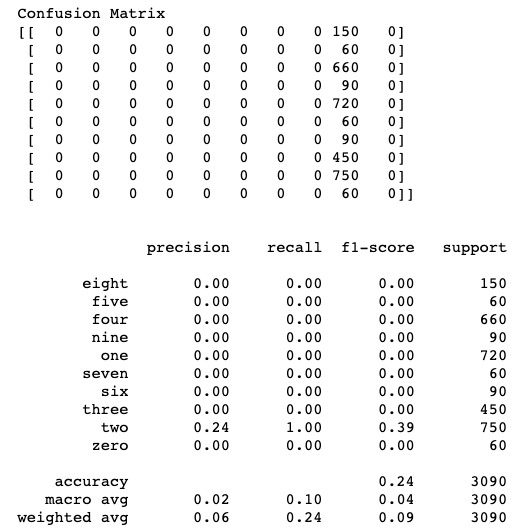 Confusion Matrix
[[  0   0   0   0   0   0   0   0 150   0]
 [  0   0   0   0   0   0   0   0  60   0]
 [  0   0   0   0   0   0   0   0 660   0]
 [  0   0   0   0   0   0   0   0  90   0]
 [  0   0   0   0   0   0   0   0 720   0]
 [  0   0   0   0   0   0   0   0  60   0]
 [  0   0   0   0   0   0   0   0  90   0]
 [  0   0   0   0   0   0   0   0 450   0]
 [  0   0   0   0   0   0   0   0 750   0]
 [  0   0   0   0   0   0   0   0  60   0]]
              precision    recall  f1-score   support
       eight       0.00      0.00      0.00       150
        five       0.00      0.00      0.00        60
        four       0.00      0.00      0.00       660
        nine       0.00      0.00      0.00        90
         one       0.00      0.00      0.00       720
       seven       0.00      0.00      0.00        60
         six       0.00      0.00      0.00        90
       three       0.00      0.00      0.00       450
         two       0.24      1.00      0.39       750
        zero       0.00      0.00      0.00        60
    accuracy                           0.24      3090
   macro avg       0.02      0.10      0.04      3090
weighted avg       0.06      0.24      0.09      3090